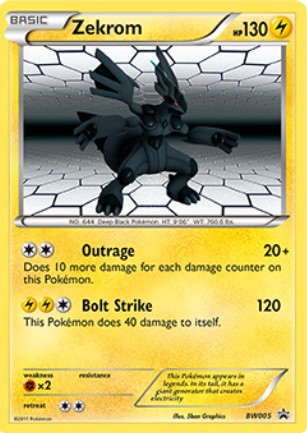 BASIC
Zekrom
HP130
NO. 644 Deep Black Pokémon. HT. 9'06" WT. 760.6 lbs.
Outrage 20+
Does 10 more damage for each damage counter on
this Pokémon.
Bolt Strike 120
This Pokémon does 40 damage to itself.
weakness resistance
×2
This Pokémon appears in
legends. In its tail, it has a
giant generator that creates
electricity.
retreat
©2011 Pokémon
Illus. 5ban Graphics
BW005